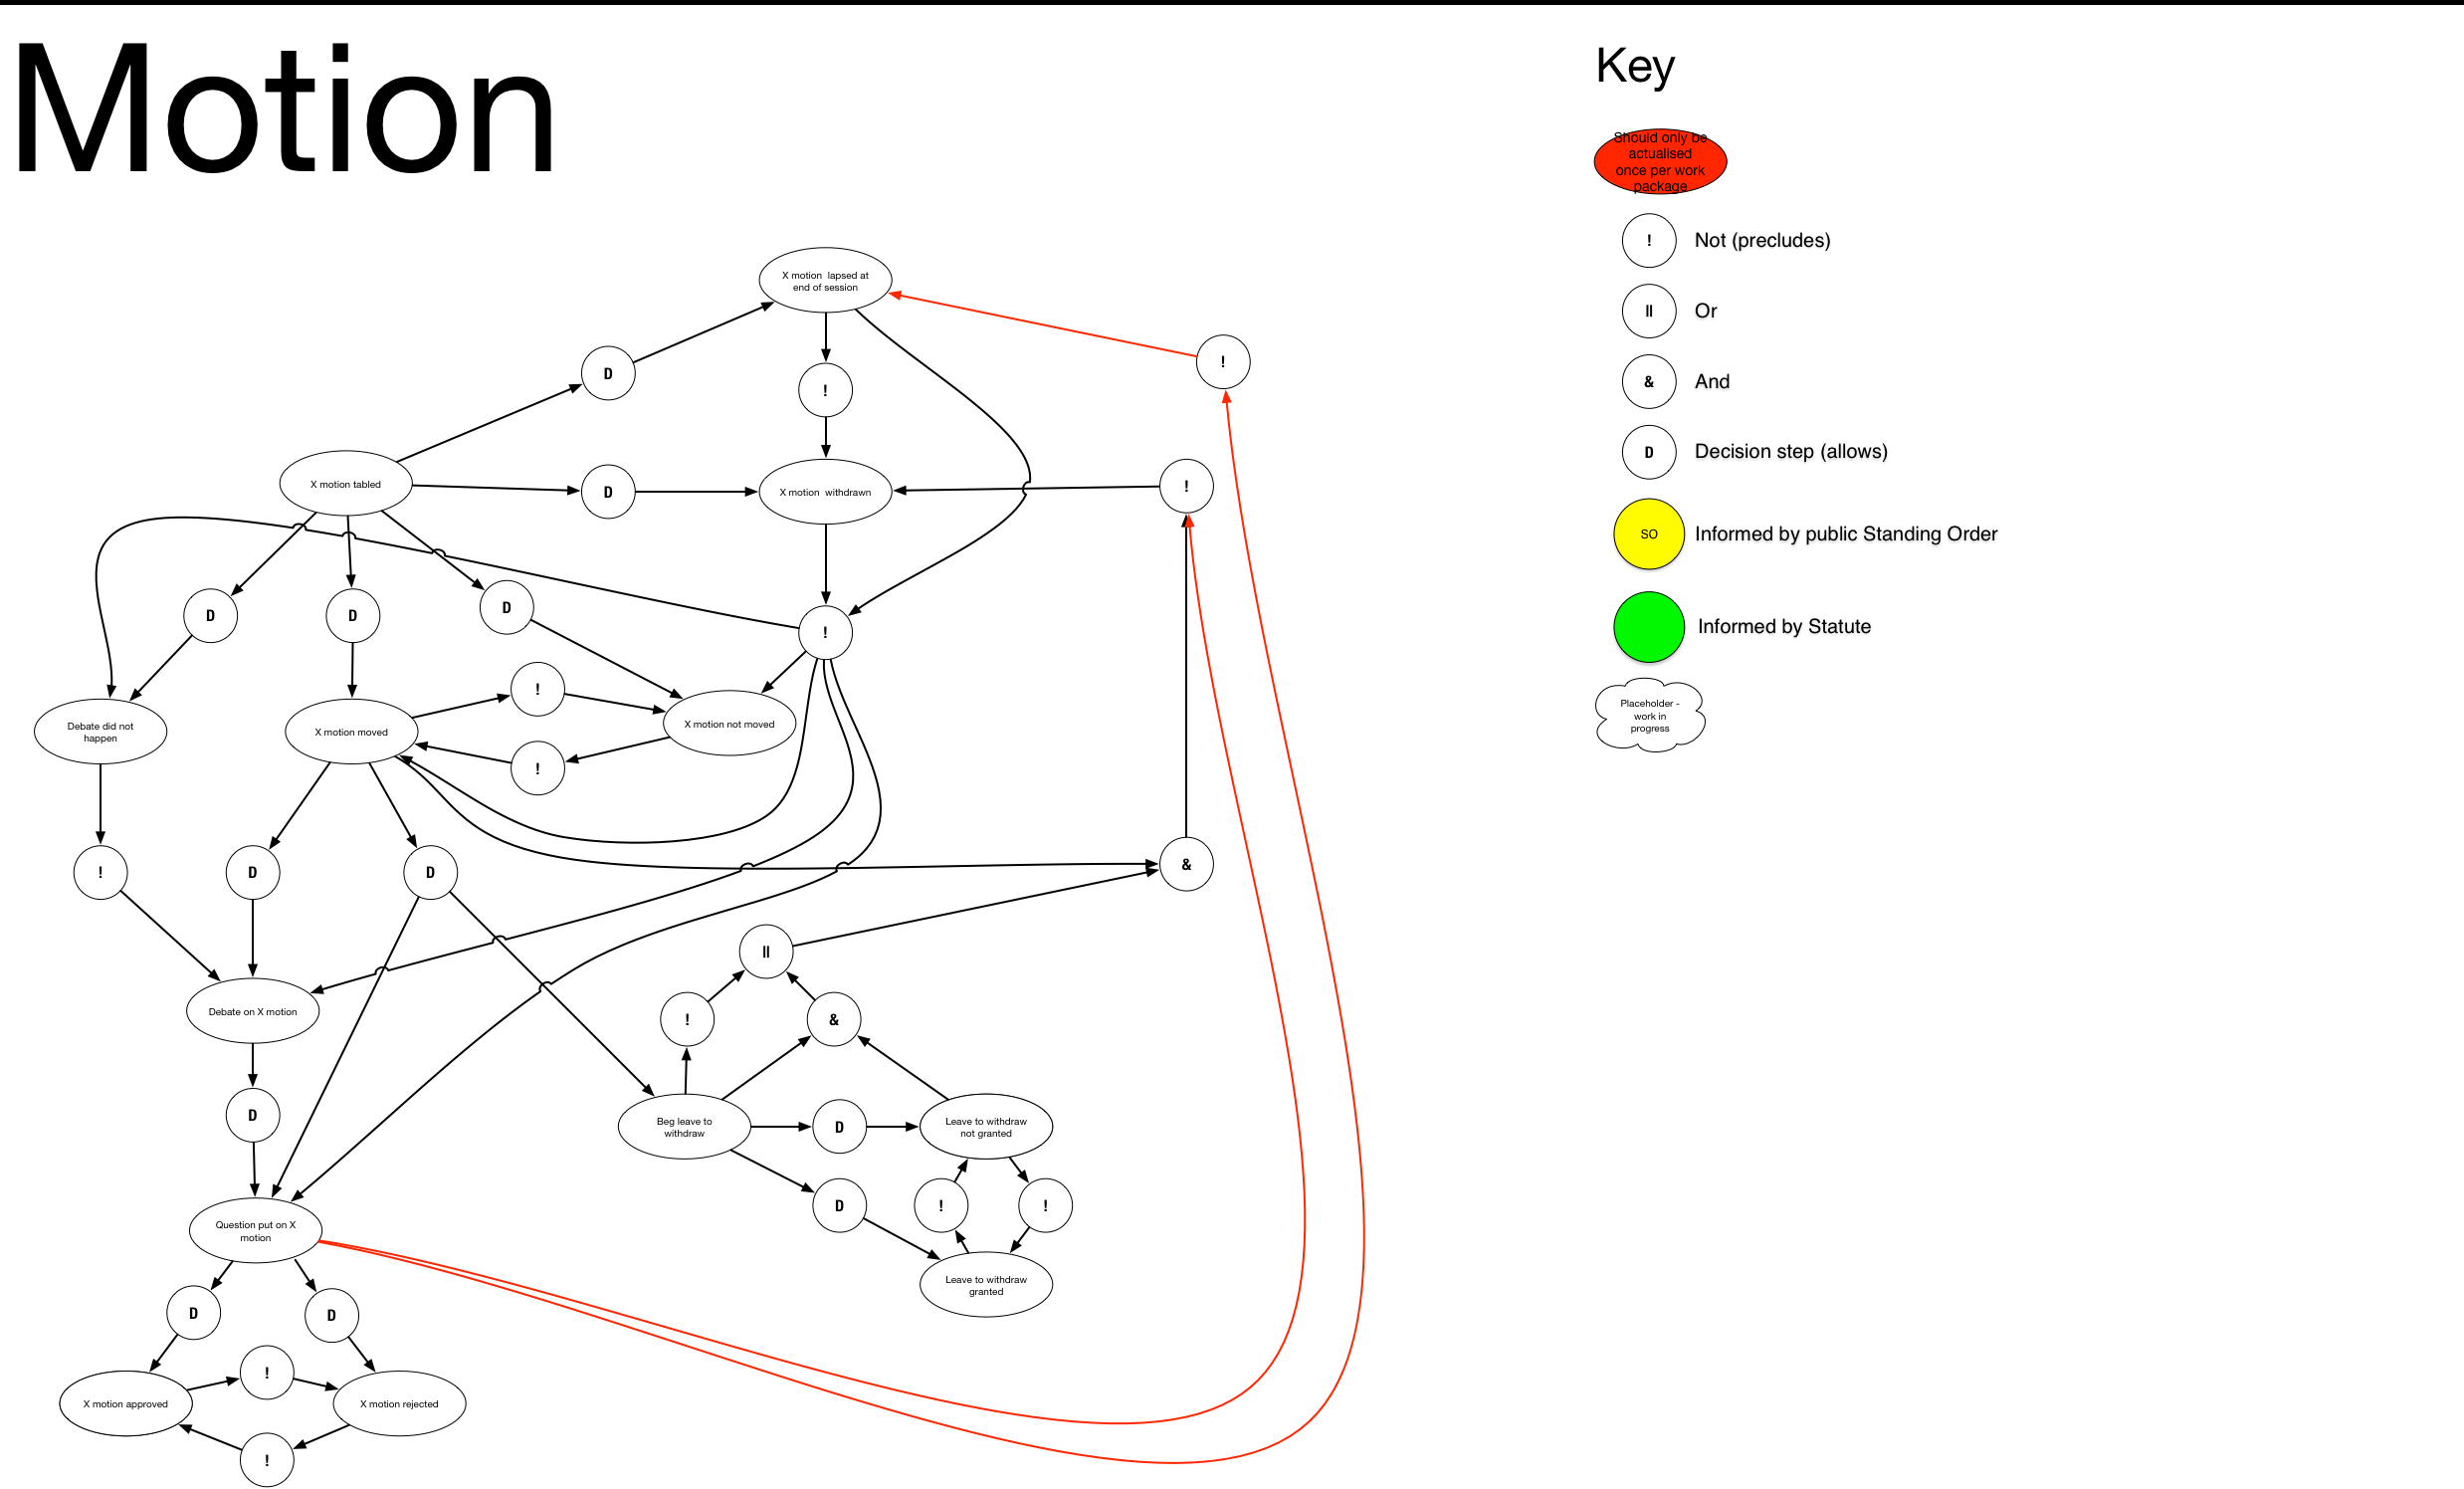 Motion
Key
Should only be
actualised
once per work
package
! Not (precludes)
|| Or
& And
D Decision step (allows)
SO Informed by public Standing Order
Informed by Statute
Placeholder -
work in
progress
X motion lapsed at
end of session
!
D
!
X motion tabled
D
X motion withdrawn
!
D
D
D
!
!
Debate did not
happen
X motion moved
X motion not moved
!
!
D
D
&
||
!
&
Debate on X motion
D
Beg leave to
withdraw
D
Leave to withdraw
not granted
D
!
!
Question put on X
motion
Leave to withdraw
granted
D
D
!
X motion approved
X motion rejected
!